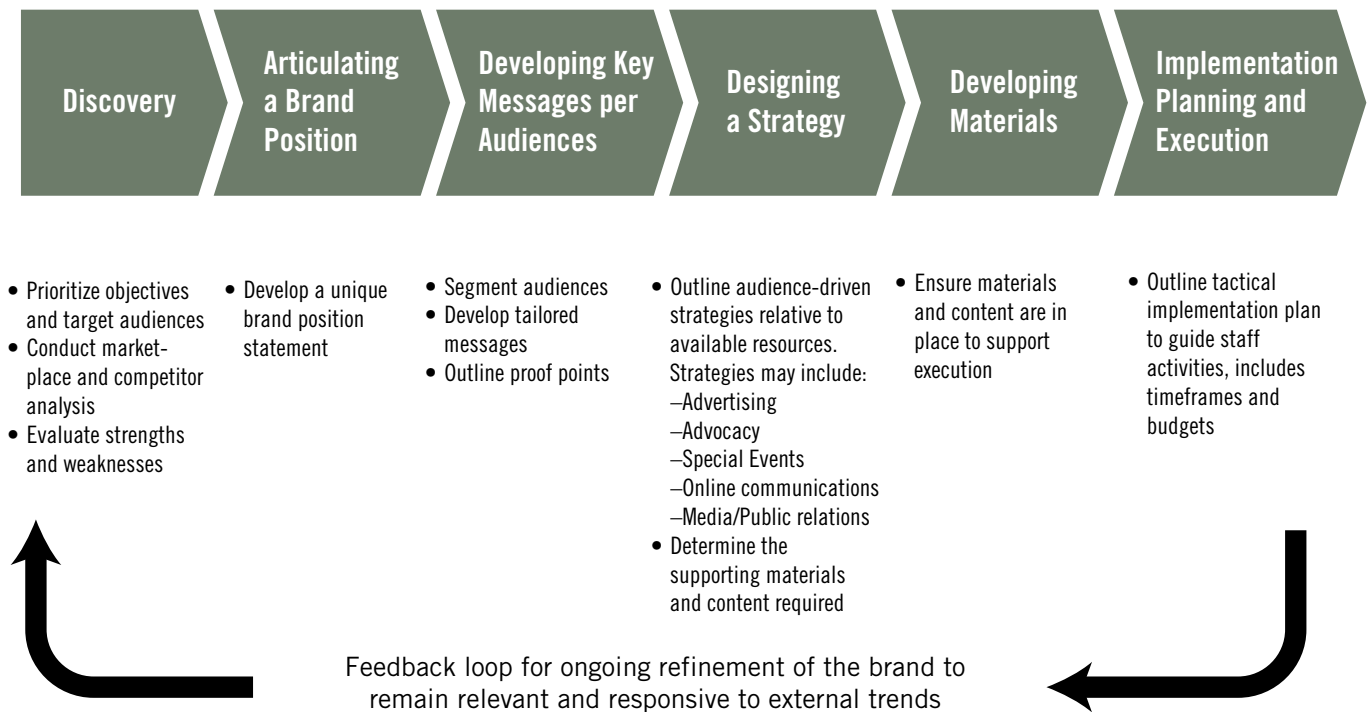 Discovery
Articulating
a Brand
Position
Developing Key
Messages per
Audiences
Designing
a Strategy
Developing
Materials
Implementation
Planning and
Execution
• Prioritize objectives
and target audiences
• Conduct market-
place and competitor
analysis
• Evaluate strengths
and weaknesses
• Develop a unique
brand position
statement
• Segment audiences
• Develop tailored
messages
• Outline proof points
• Outline audience-driven
strategies relative to
available resources.
Strategies may include:
–Advertising
–Advocacy
–Special Events
–Online communications
–Media/Public relations
• Determine the
supporting materials
and content required
• Ensure materials
and content are in
place to support
execution
• Outline tactical
implementation plan
to guide staff
activities, includes
timeframes and
budgets
Feedback loop for ongoing refinement of the brand to
remain relevant and responsive to external trends